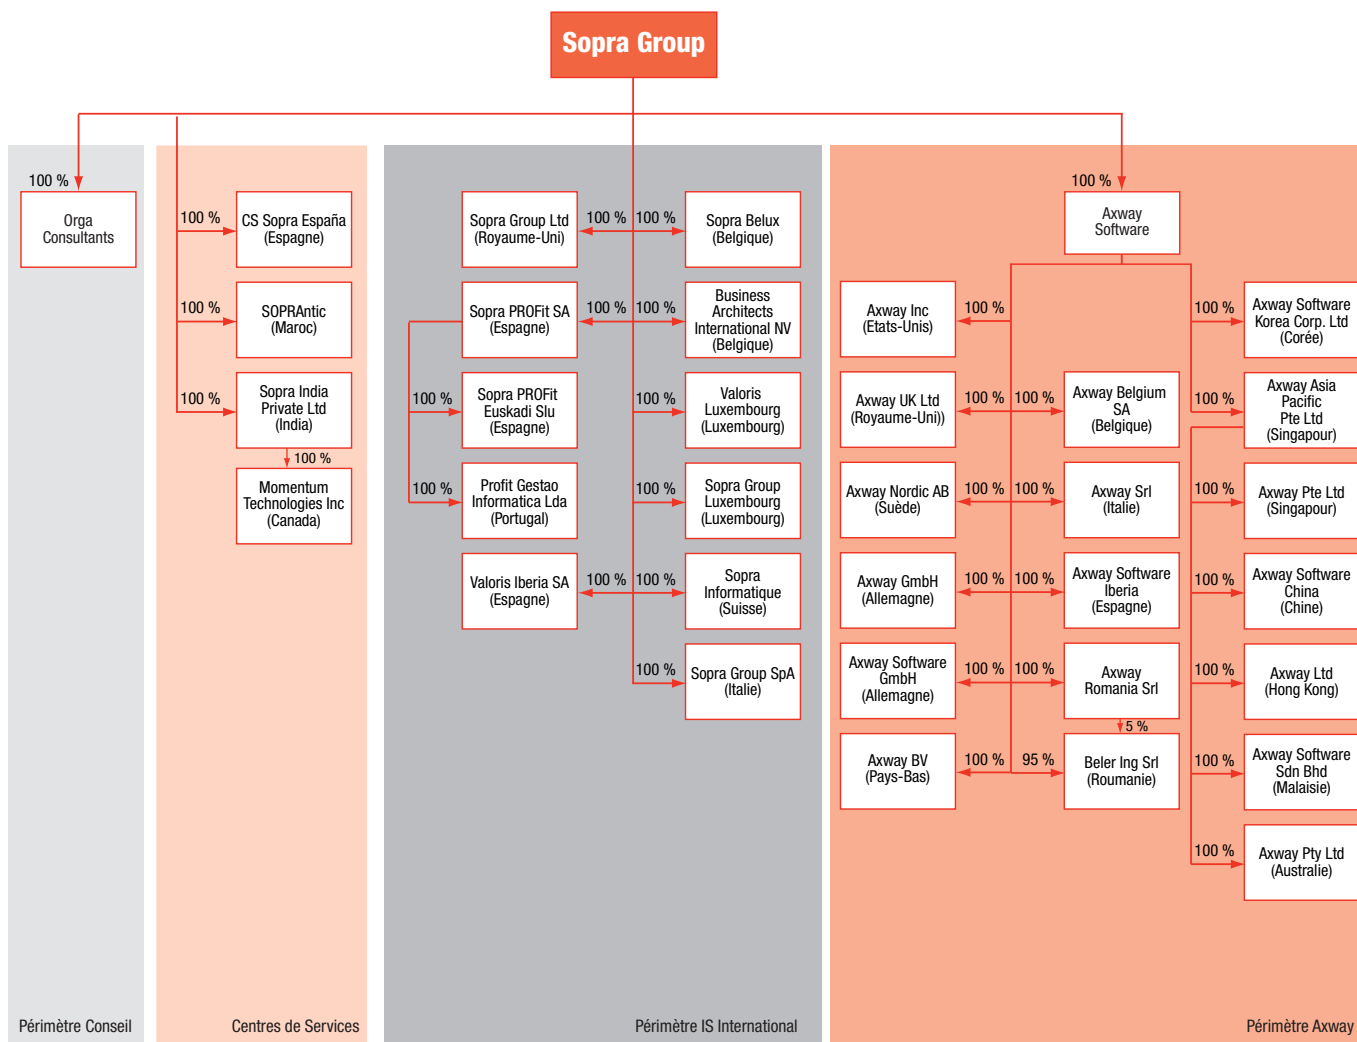 Sopra Group
100 %
Orga
Consultants
Périmètre Conseil
100 %
CS Sopra España
(Espagne)
100 %
SOPRAntic
(Maroc)
100 %
Sopra India
Private Ltd
(India)
100 %
Momentum
Technologies Inc
(Canada)
Centres de Services
Sopra Group Ltd
(Royaume-Uni)
100 %
100 %
Sopra Belux
(Belgique)
Sopra PROFit SA
(Espagne)
100 %
100 %
Business
Architects
International NV
(Belgique)
100 %
Sopra PROFit
Euskadi Slu
(Espagne)
100 %
Valoris
Luxembourg
(Luxembourg)
100 %
Profit Gestao
Informatica Lda
(Portugal)
100 %
Sopra Group
Luxembourg
(Luxembourg)
Valoris Iberia SA
(Espagne)
100 %
100 %
Sopra
Informatique
(Suisse)
100 %
Sopra Group SpA
(Italie)
Périmètre IS International
100 %
Axway
Software
Axway Inc
(Etats-Unis)
100 %
100 %
Axway Software
Korea Corp. Ltd
(Corée)
Axway UK Ltd
(Royaume-Uni))
100 %
100 %
Axway Belgium
SA
(Belgique)
100 %
Axway Asia
Pacific
Pte Ltd
(Singapour)
Axway Nordic AB
(Suède)
100 %
100 %
Axway Srl
(Italie)
100 %
Axway Pte Ltd
(Singapour)
Axway GmbH
(Allemagne)
100 %
100 %
Axway Software
Iberia
(Espagne)
100 %
Axway Software
China
(Chine)
Axway Software
GmbH
(Allemagne)
100 %
100 %
Axway
Romania Srl
100 %
Axway Ltd
(Hong Kong)
5 %
Axway BV
(Pays-Bas)
100 %
95 %
Beler Ing Srl
(Roumanie)
100 %
Axway Software
Sdn Bhd
(Malaisie)
100 %
Axway Pty Ltd
(Australie)
Périmètre Axway